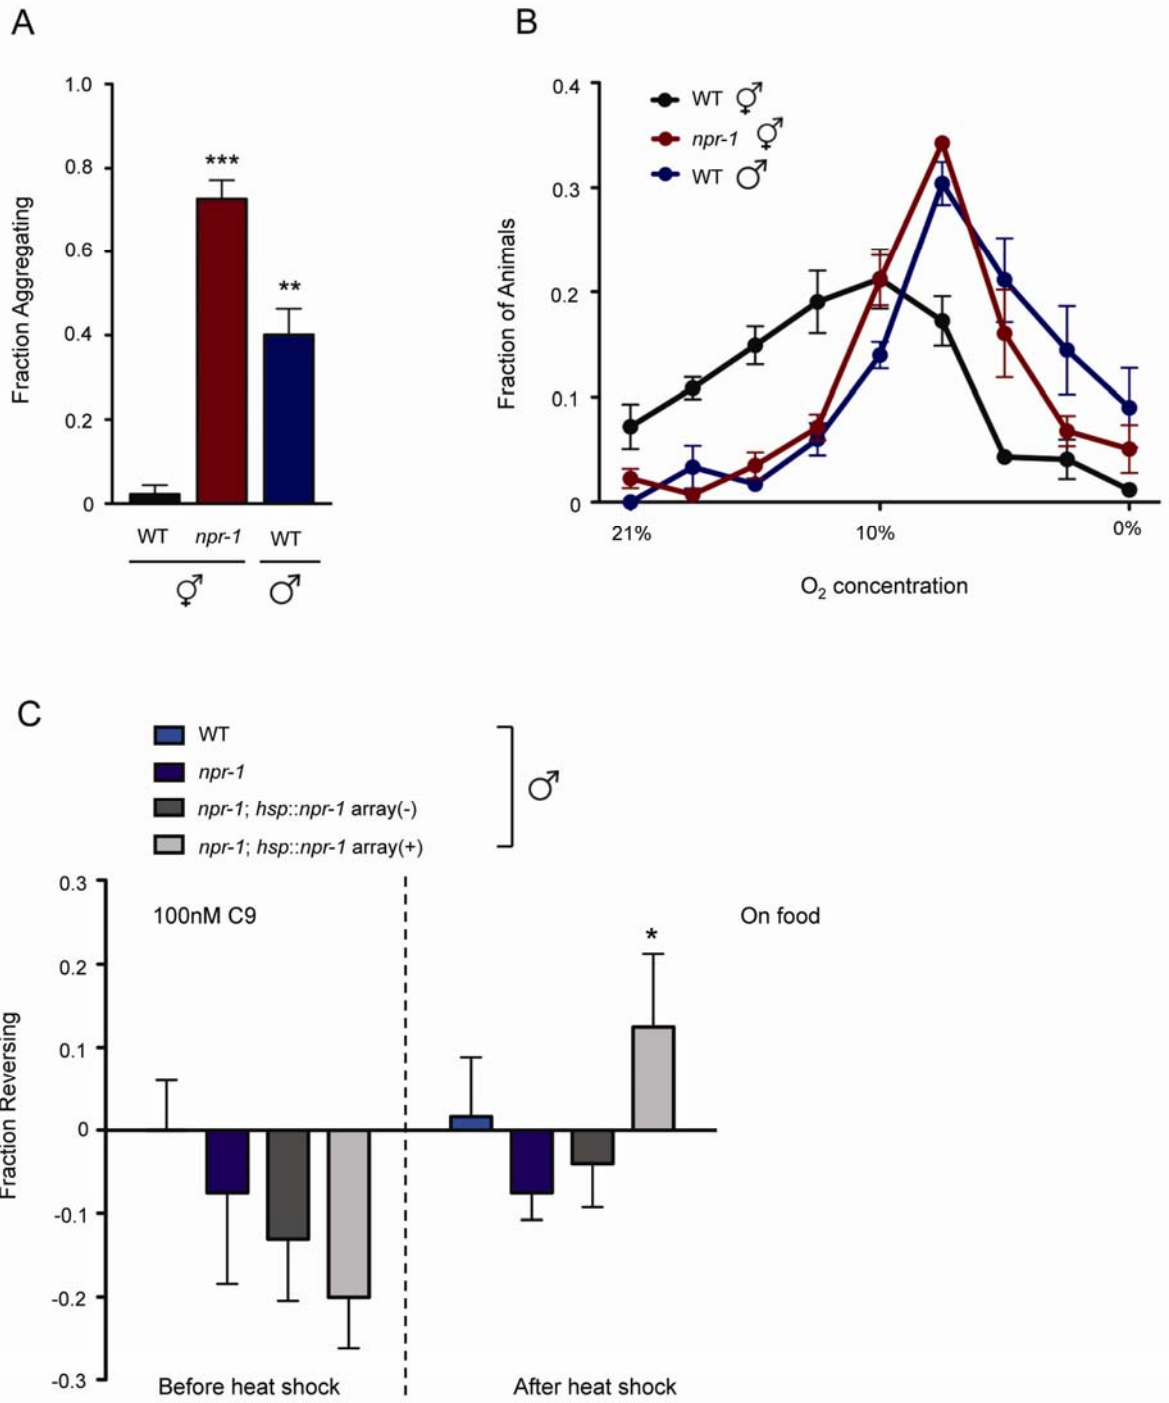 A
Fraction Aggregating
1.0
0.8
0.6
0.4
0.2
0
***
**
WT npr-1 WT
⚥ ♂
B
Fraction of Animals
0.4
0.3
0.2
0.1
0
WT ⚥
npr-1 ⚥
WT ♂
21% 10% 0%
O₂ concentration
C
WT
npr-1
npr-1; hsp::npr-1 array(-)
npr-1; hsp::npr-1 array(+)
♂
Fraction Reversing
0.3
0.2
0.1
0
-0.1
-0.2
-0.3
100nM C9
On food
*
Before heat shock After heat shock